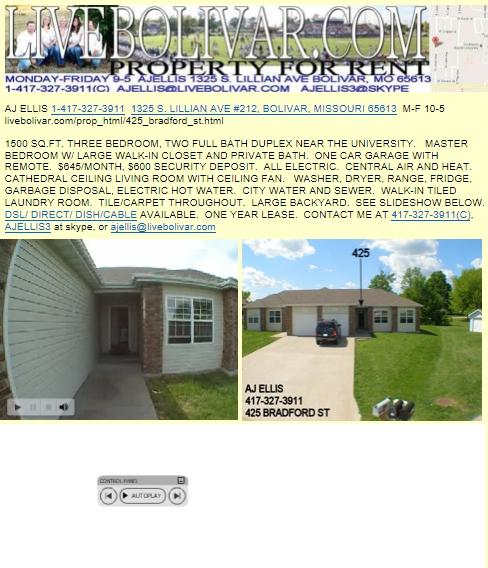 LIVEBOLIVAR.COM
PROPERTY FOR RENT
MONDAY-FRIDAY 9-5 AJELLIS 1325 S. LILLIAN AVE BOLIVAR, MO 65613
1-417-327-3911(C) AJELLIS@LIVEBOLIVAR.COM AJELLIS3@SKYPE
AJ ELLIS 1-417-327-3911 1325 S. LILLIAN AVE #212, BOLIVAR, MISSOURI 65613 M-F 10-5
livebolivar.com/prop_html/425_bradford_st.html
1500 SQ.FT. THREE BEDROOM, TWO FULL BATH DUPLEX NEAR THE UNIVERSITY. MASTER
BEDROOM W/ LARGE WALK-IN CLOSET AND PRIVATE BATH. ONE CAR GARAGE WITH
REMOTE. $645/MONTH, $600 SECURITY DEPOSIT. ALL ELECTRIC. CENTRAL AIR AND HEAT.
CATHEDRAL CEILING LIVING ROOM WITH CEILING FAN. WASHER, DRYER, RANGE, FRIDGE,
GARBAGE DISPOSAL, ELECTRIC HOT WATER. CITY WATER AND SEWER. WALK-IN TILED
LAUNDRY ROOM. TILE/CARPET THROUGHOUT. LARGE BACKYARD. SEE SLIDESHOW BELOW.
DSL/ DIRECT/ DISH/CABLE AVAILABLE. ONE YEAR LEASE. CONTACT ME AT 417-327-3911(C),
AJELLIS3 at skype, or ajellis@livebolivar.com
425
AJ ELLIS
417-327-3911
425 BRADFORD ST
CONTROL PANEL
AUTOPLAY